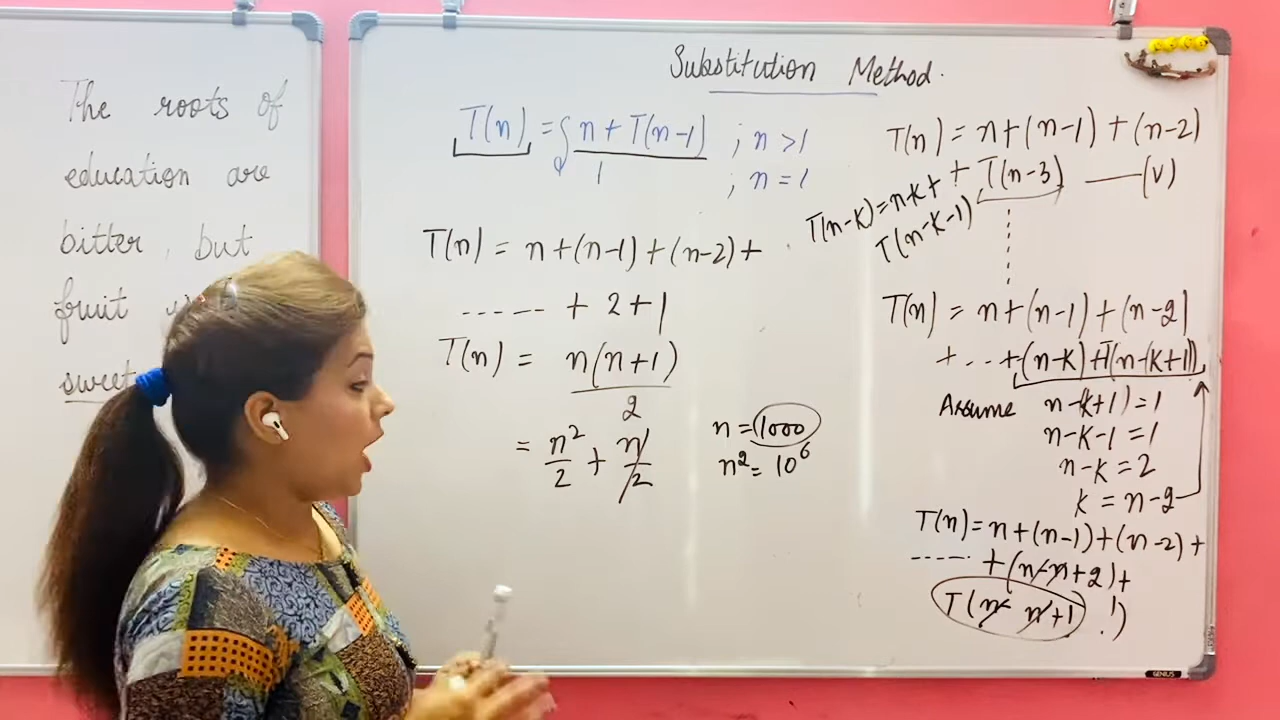 The roots of
education are
bitter, but
fruit
sweet
Substitution Method.
T(n) = { n + T(n-1) ; n > 1
1 ; n = 1
T(n) = n + (n-1) + (n-2) +
------ + 2 + 1
T(n) = n(n+1)
2
= n²/2 + n/2
n = 1000
n² = 10⁶
T(n) = n + (n-1) + (n-2)
+ T(n-3) —— (v)
T(n-k) = n-k +
T(n-k-1)
T(n) = n + (n-1) + (n-2)
+ ... + (n-k) + T(n-(k+1))
Assume n-(k+1) = 1
n-k-1 = 1
n-k = 2
k = n-2
T(n) = n + (n-1) + (n-2) +
------ + (n-n+2) +
T(n-n+1)
GENIUS